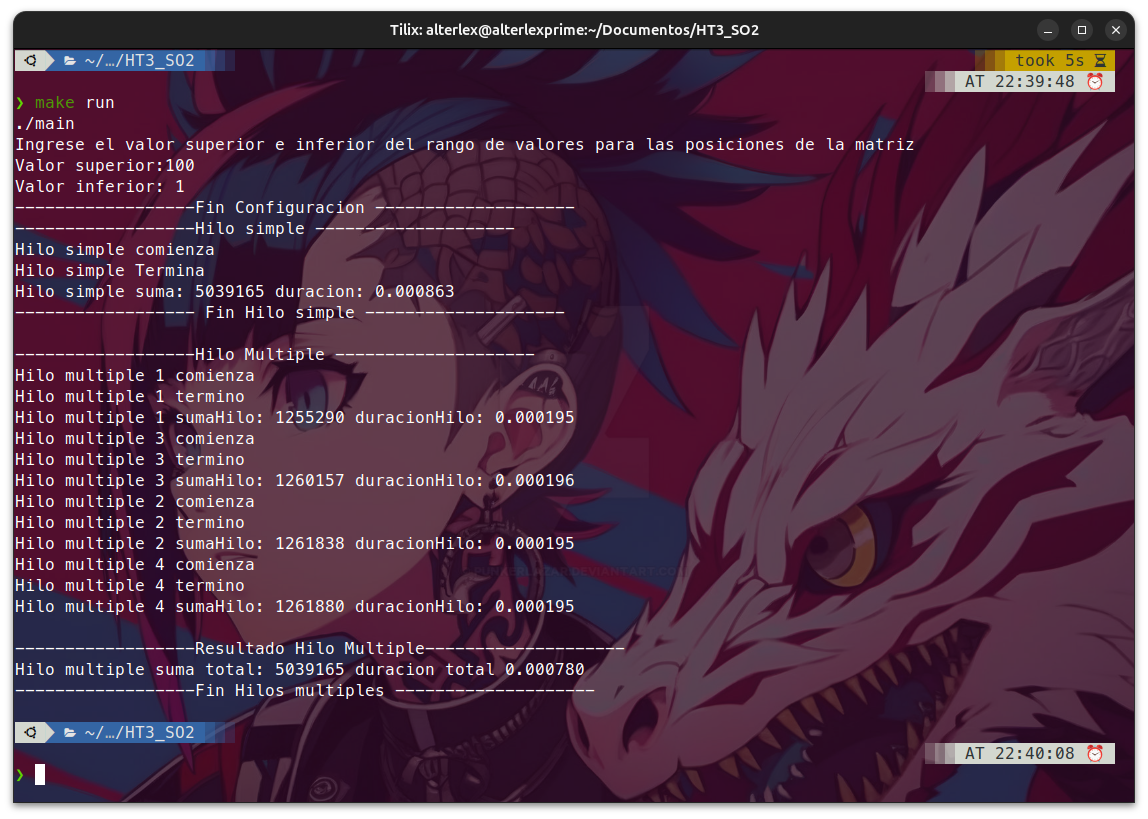 Tilix: alterlex@alterlexprime:~/Documentos/HT3_SO2
~/…/HT3_SO2
took 5s
AT 22:39:48
❯ make run
./main
Ingrese el valor superior e inferior del rango de valores para las posiciones de la matriz
Valor superior:100
Valor inferior: 1
------------------Fin Configuracion --------------------
------------------Hilo simple --------------------
Hilo simple comienza
Hilo simple Termina
Hilo simple suma: 5039165 duracion: 0.000863
------------------ Fin Hilo simple --------------------
------------------Hilo Multiple --------------------
Hilo multiple 1 comienza
Hilo multiple 1 termino
Hilo multiple 1 sumaHilo: 1255290 duracionHilo: 0.000195
Hilo multiple 3 comienza
Hilo multiple 3 termino
Hilo multiple 3 sumaHilo: 1260157 duracionHilo: 0.000196
Hilo multiple 2 comienza
Hilo multiple 2 termino
Hilo multiple 2 sumaHilo: 1261838 duracionHilo: 0.000195
Hilo multiple 4 comienza
Hilo multiple 4 termino
Hilo multiple 4 sumaHilo: 1261880 duracionHilo: 0.000195
------------------Resultado Hilo Multiple--------------------
Hilo multiple suma total: 5039165 duracion total 0.000780
------------------Fin Hilos multiples --------------------
~/…/HT3_SO2
AT 22:40:08
❯